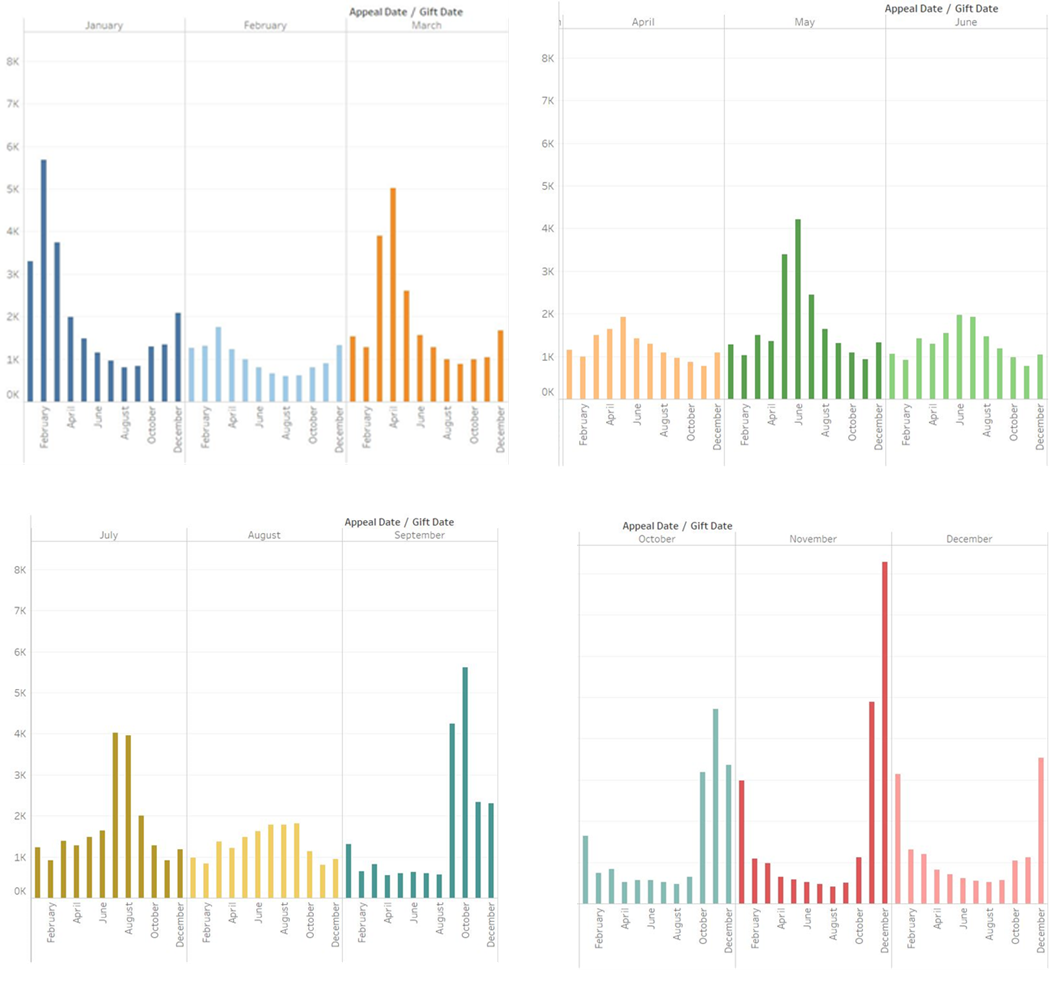 Appeal Date / Gift Date
January February March
8K
7K
6K
5K
4K
3K
2K
1K
0K
February April June August October December February April June August October December February April June August October December
Appeal Date / Gift Date
April May June
8K
7K
6K
5K
4K
3K
2K
1K
0K
February April June August October December February April June August October December February April June August October December
Appeal Date / Gift Date
July August September
8K
7K
6K
5K
4K
3K
2K
1K
0K
February April June August October December February April June August October December February April June August October December
Appeal Date / Gift Date
October November December
February April June August October December February April June August October December February April June August October December